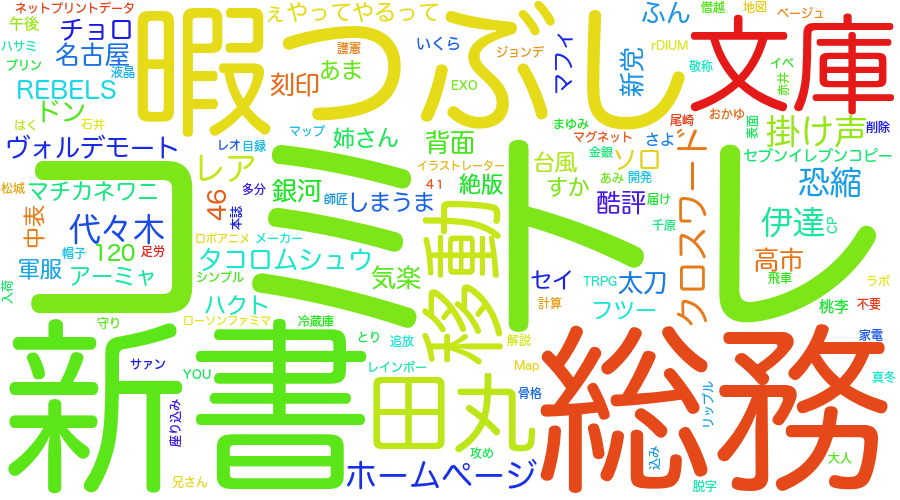 ネットプリントデータ
午後
チョロ
ハサミ
名古屋
プリン
液晶
REBELS
ドン
はく
石井
ヴォルデモート
暇つぶし
ぇやってやるって
護憲
いくら
ジョンデ
刻印
あま
EXO
マフィ
ふん
新党
rDIUM
僭越
地図
ベージュ
敬称
イベ
赤井
文庫
レオ
目録
マップ
姉さん
背面
まゆみ
マグネット
尾崎
おかゆ
さよ
表面
掛け声
削除
レア
イラストレーター
台風
金銀
ソロ
セブンイレブンコピー
松城
マチカネワニ
多分
銀河
師匠
しまうま
絶版
41
すか
あみ
開発
届け
恐縮
コミトレ
中表
代々木
46
本誌
移動
酷評
千原
クロスワード
伊達
CP
帽子
120
足労
ロボアニメ
メーカー
軍服
アーミャ
タコロムシュウ
シンプル
気楽
セイ
TRPG
太刀
高市
飛車
ラボ
入荷
ハクト
計算
フツー
桃李
不要
守り
ローソンファミマ
冷蔵庫
とり
追放
解説
家電
新書
サァン
YOU
レインボー
田丸
Map
骨格
総務
リップル
真冬
座り込み
兄さん
ホームページ
攻め
込み
脱字
大人